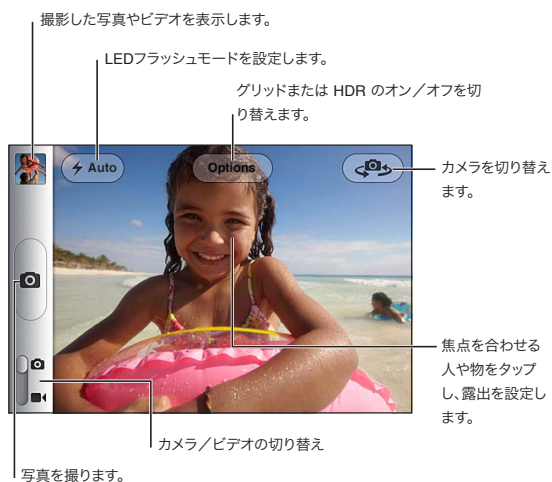 撮影した写真やビデオを表示します。
LEDフラッシュモードを設定します。
グリッドまたは HDR のオン／オフを切
り替えます。
Auto
Options
カメラを切り替え
ます。
焦点を合わせる
人や物をタップ
し、露出を設定し
ます。
カメラ／ビデオの切り替え
写真を撮ります。